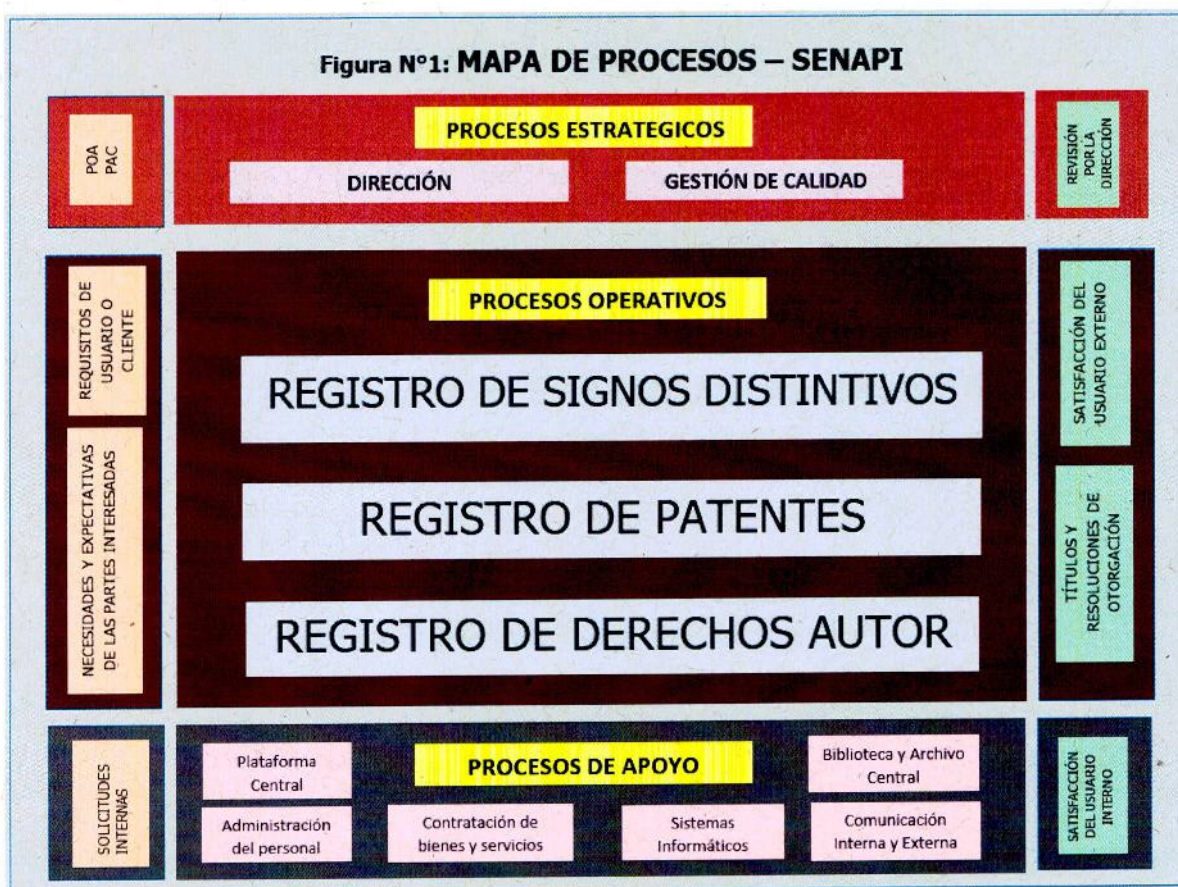 Figura N°1: MAPA DE PROCESOS – SENAPI
POA
PAC
PROCESOS ESTRATEGICOS
DIRECCIÓN
GESTIÓN DE CALIDAD
REVISIÓN
POR LA
DIRECCIÓN
REQUISITOS DE
USUARIO O
CLIENTE
NECESIDADES Y EXPECTATIVAS
DE LAS PARTES INTERESADAS
PROCESOS OPERATIVOS
REGISTRO DE SIGNOS DISTINTIVOS
REGISTRO DE PATENTES
REGISTRO DE DERECHOS AUTOR
SATISFACCIÓN DEL
USUARIO EXTERNO
TÍTULOS Y
RESOLUCIONES DE
OTORGACIÓN
SOLICITUDES
INTERNAS
Plataforma
Central
PROCESOS DE APOYO
Biblioteca y Archivo
Central
Administración
del personal
Contratación de
bienes y servicios
Sistemas
Informáticos
Comunicación
Interna y Externa
SATISFACCIÓN
DEL USUARIO
INTERNO